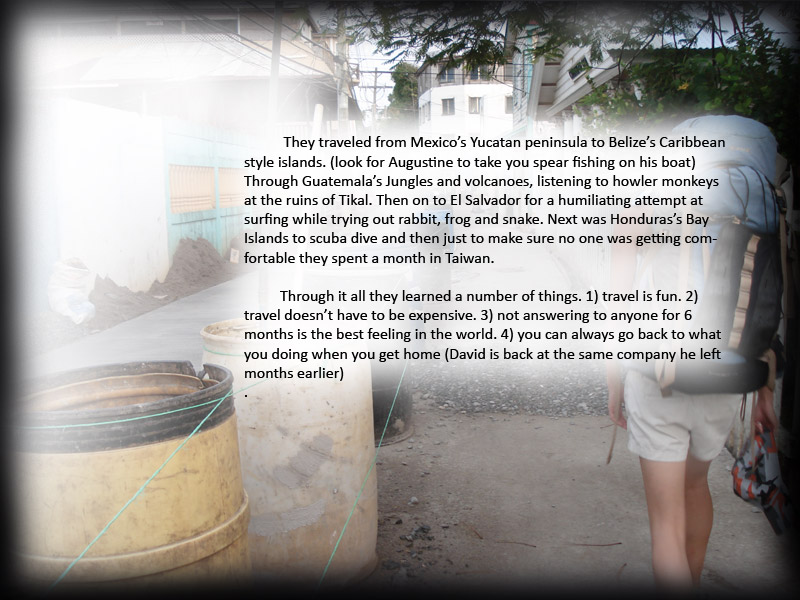 They traveled from Mexico's Yucatan peninsula to Belize's Caribbean
style islands. (look for Augustine to take you spear fishing on his boat)
Through Guatemala's Jungles and volcanoes, listening to howler monkeys
at the ruins of Tikal. Then on to El Salvador for a humiliating attempt at
surfing while trying out rabbit, frog and snake. Next was Honduras's Bay
Islands to scuba dive and then just to make sure no one was getting com-
fortable they spent a month in Taiwan.
Through it all they learned a number of things. 1) travel is fun. 2)
travel doesn't have to be expensive. 3) not answering to anyone for 6
months is the best feeling in the world. 4) you can always go back to what
you doing when you get home (David is back at the same company he left
months earlier)
.